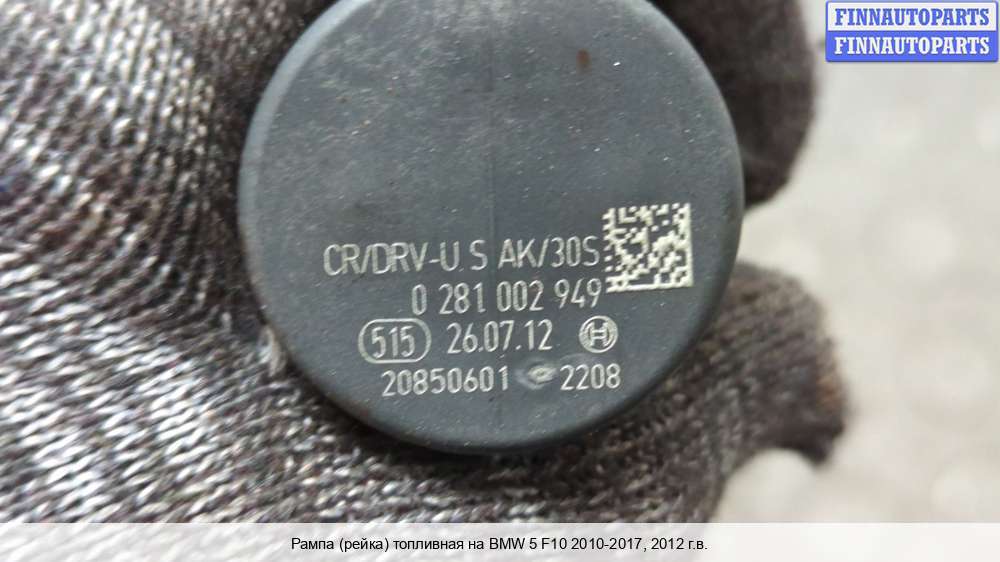 FINNAUTOPARTS
FINNAUTOPARTS
CR/DRV-U S AK/30S
0 281 002 949
515 26.07.12
20850601 2208
Рампа (рейка) топливная на BMW 5 F10 2010-2017, 2012 г.в.